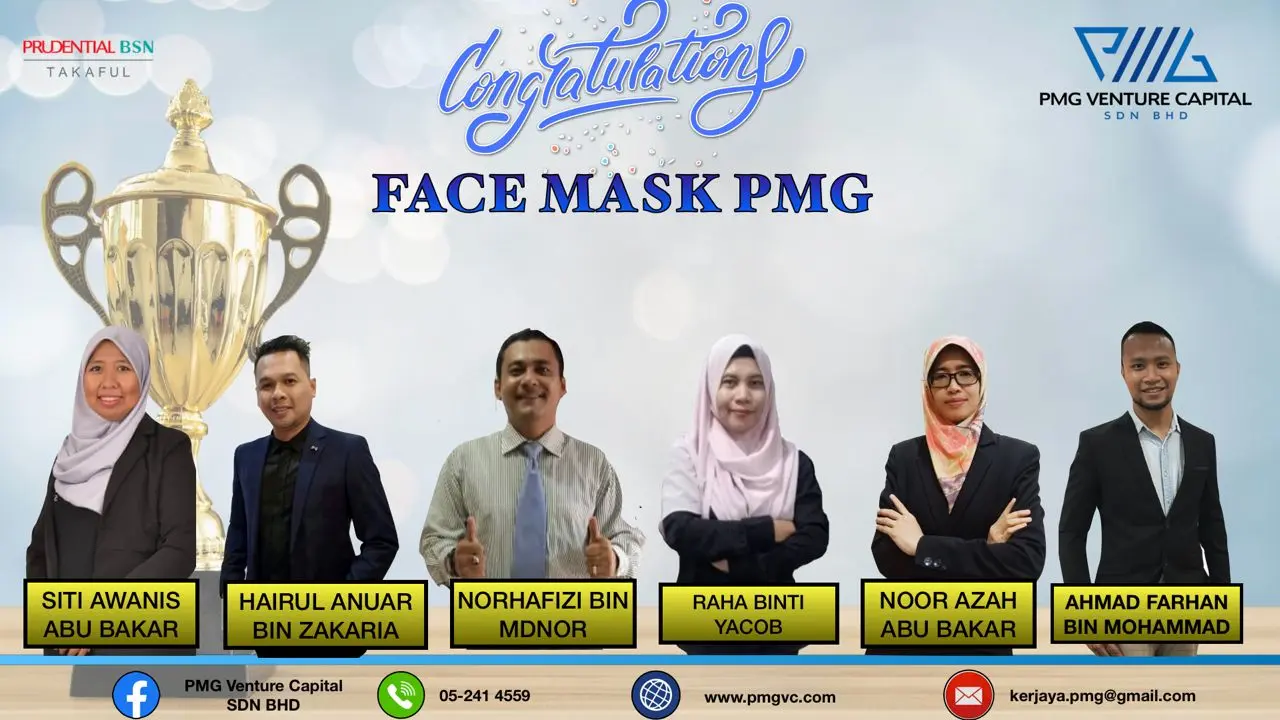 PRUDENTIAL BSN
TAKAFUL
Congratulations
PMG
PMG VENTURE CAPITAL
SDN BHD
FACE MASK PMG
SITI AWANIS
ABU BAKAR
HAIRUL ANUAR
BIN ZAKARIA
NORHAFIZI BIN
MDNOR
RAHA BINTI
YACOB
NOOR AZAH
ABU BAKAR
AHMAD FARHAN
BIN MOHAMMAD
PMG Venture Capital
SDN BHD
05-241 4559
www.pmgvc.com
kerjaya.pmg@gmail.com